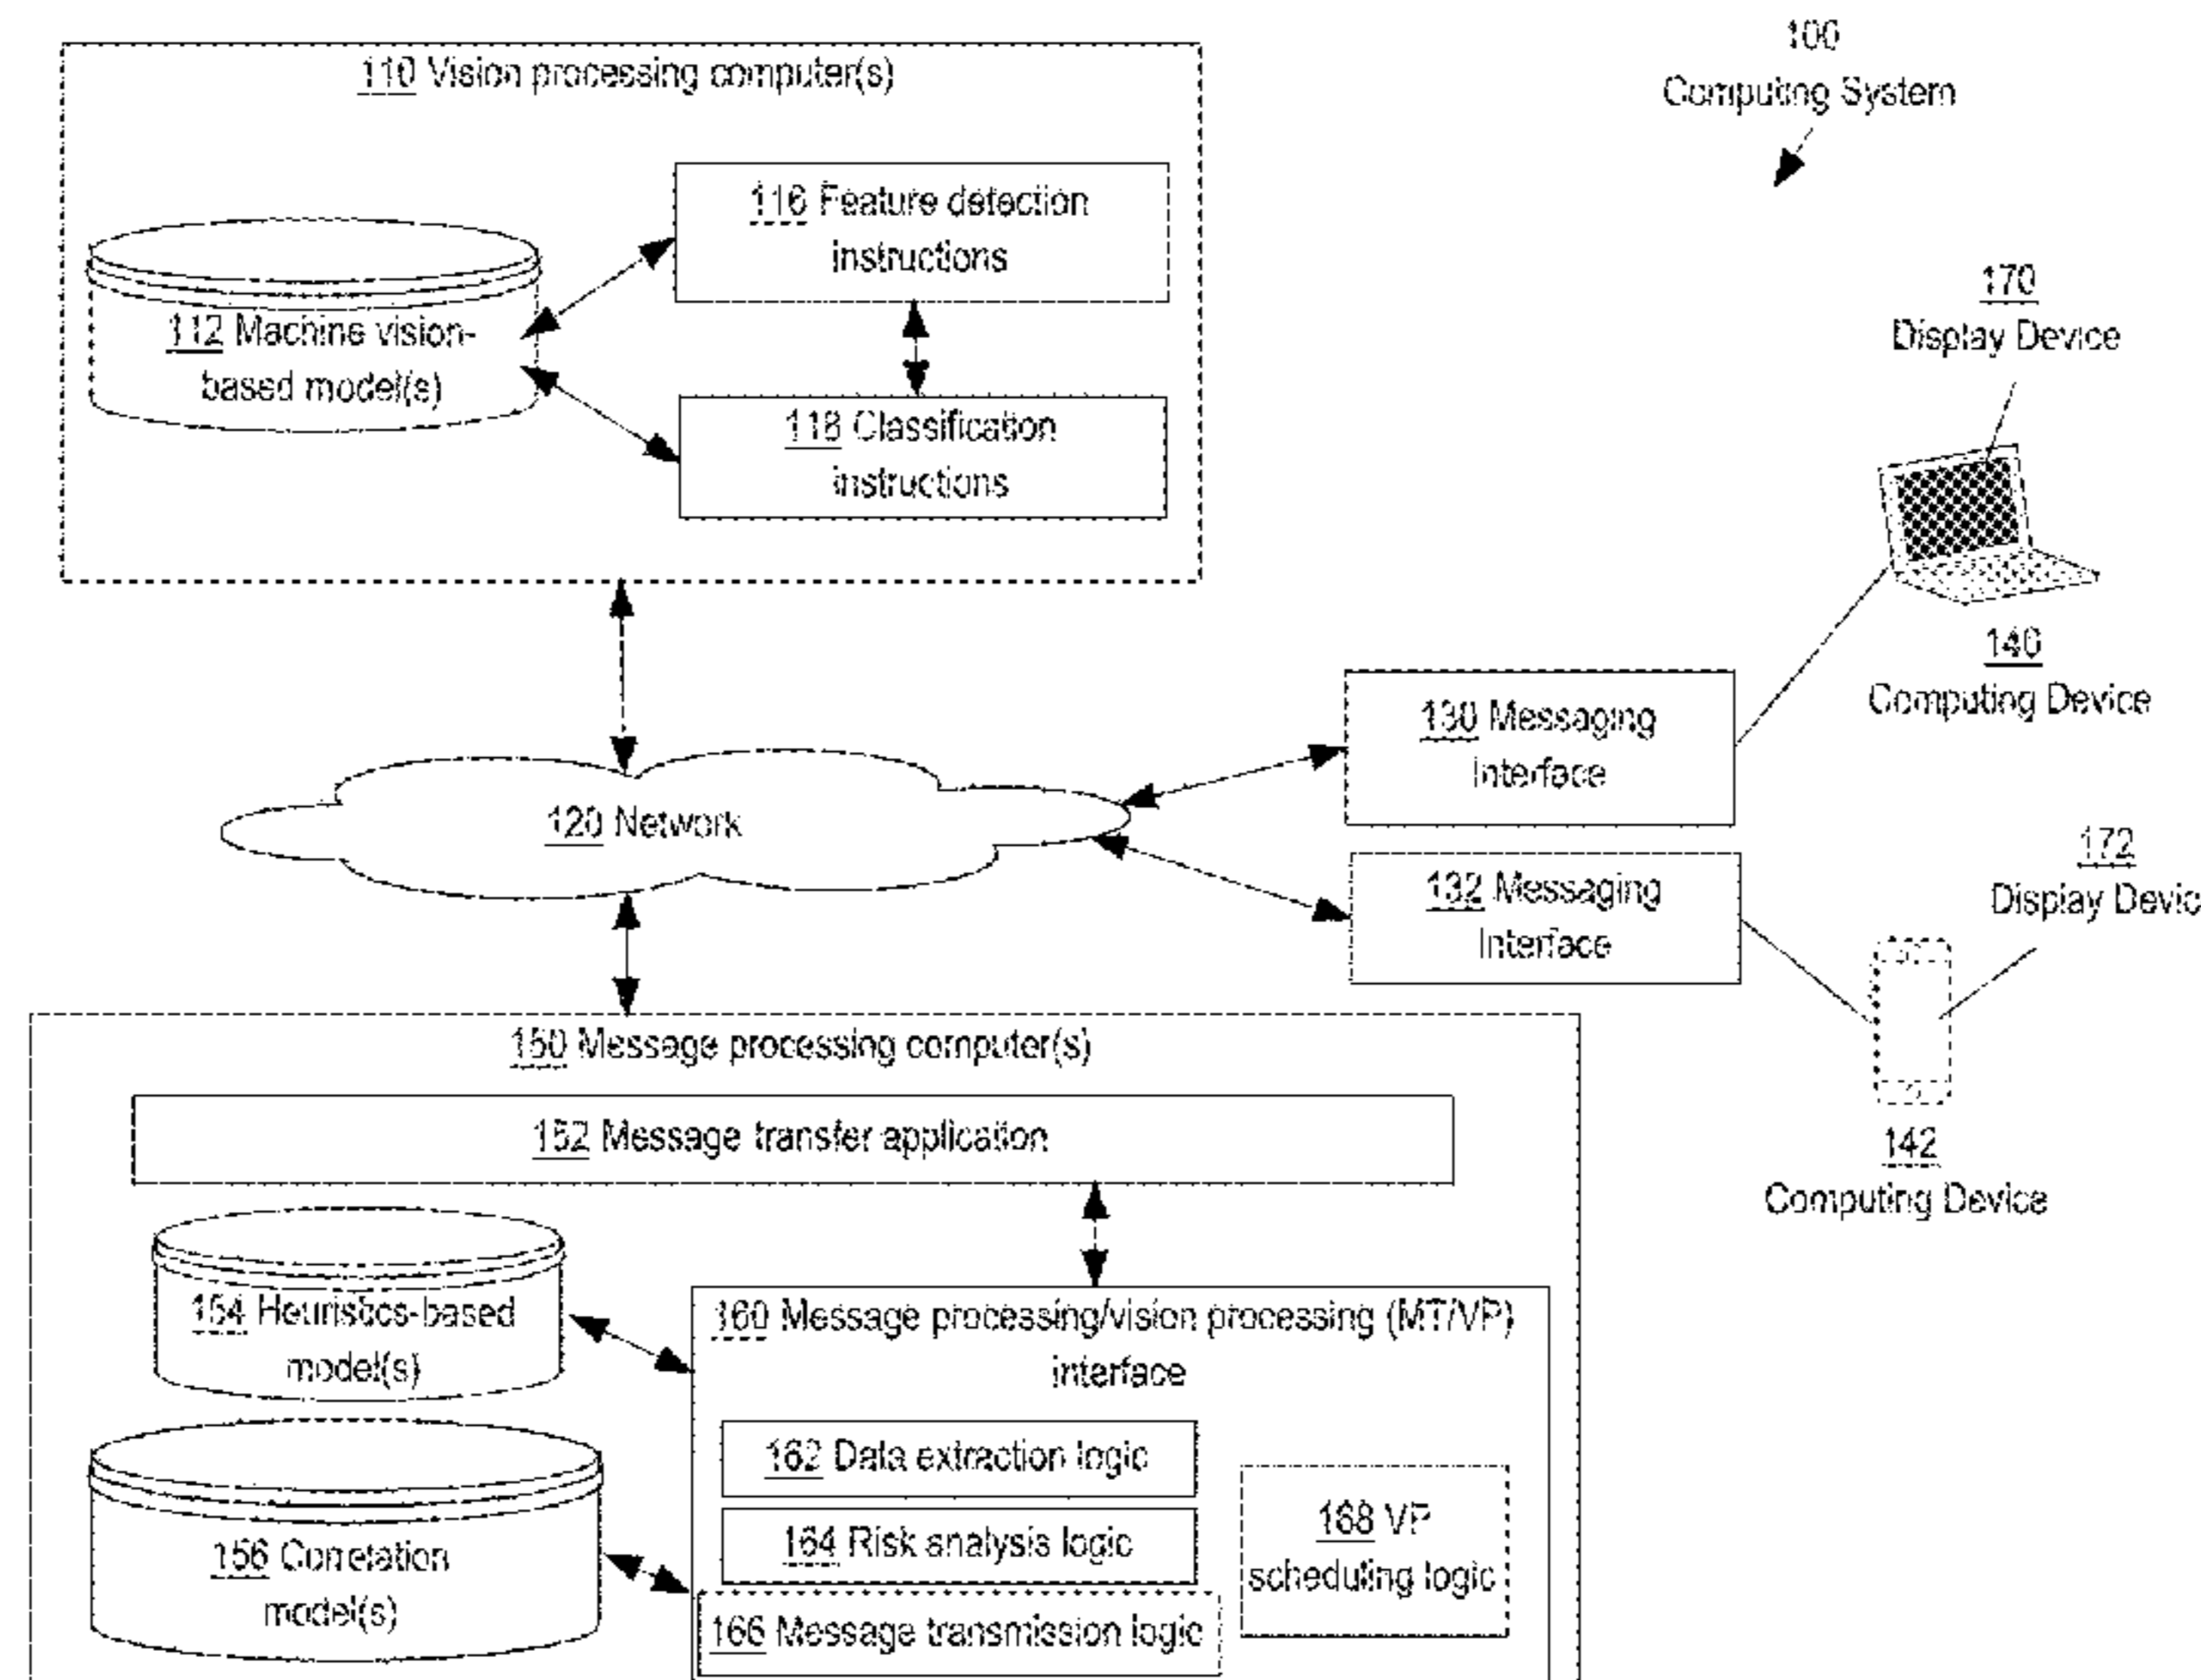 100
Computing System
110 Vision processing computer(s)
116 Feature detection
instructions
112 Machine vision-
based model(s)
118 Classification
instructions
170
Display Device
140
Computing Device
130 Messaging
Interface
120 Network
132 Messaging
Interface
172
Display Devic
142
Computing Device
150 Message processing computer(s)
152 Message transfer application
154 Heuristics-based
model(s)
160 Message processing/vision processing (MT/VP)
interface
162 Data extraction logic
164 Risk analysis logic
166 Message transmission logic
168 VP
scheduling logic
156 Correlation
model(s)